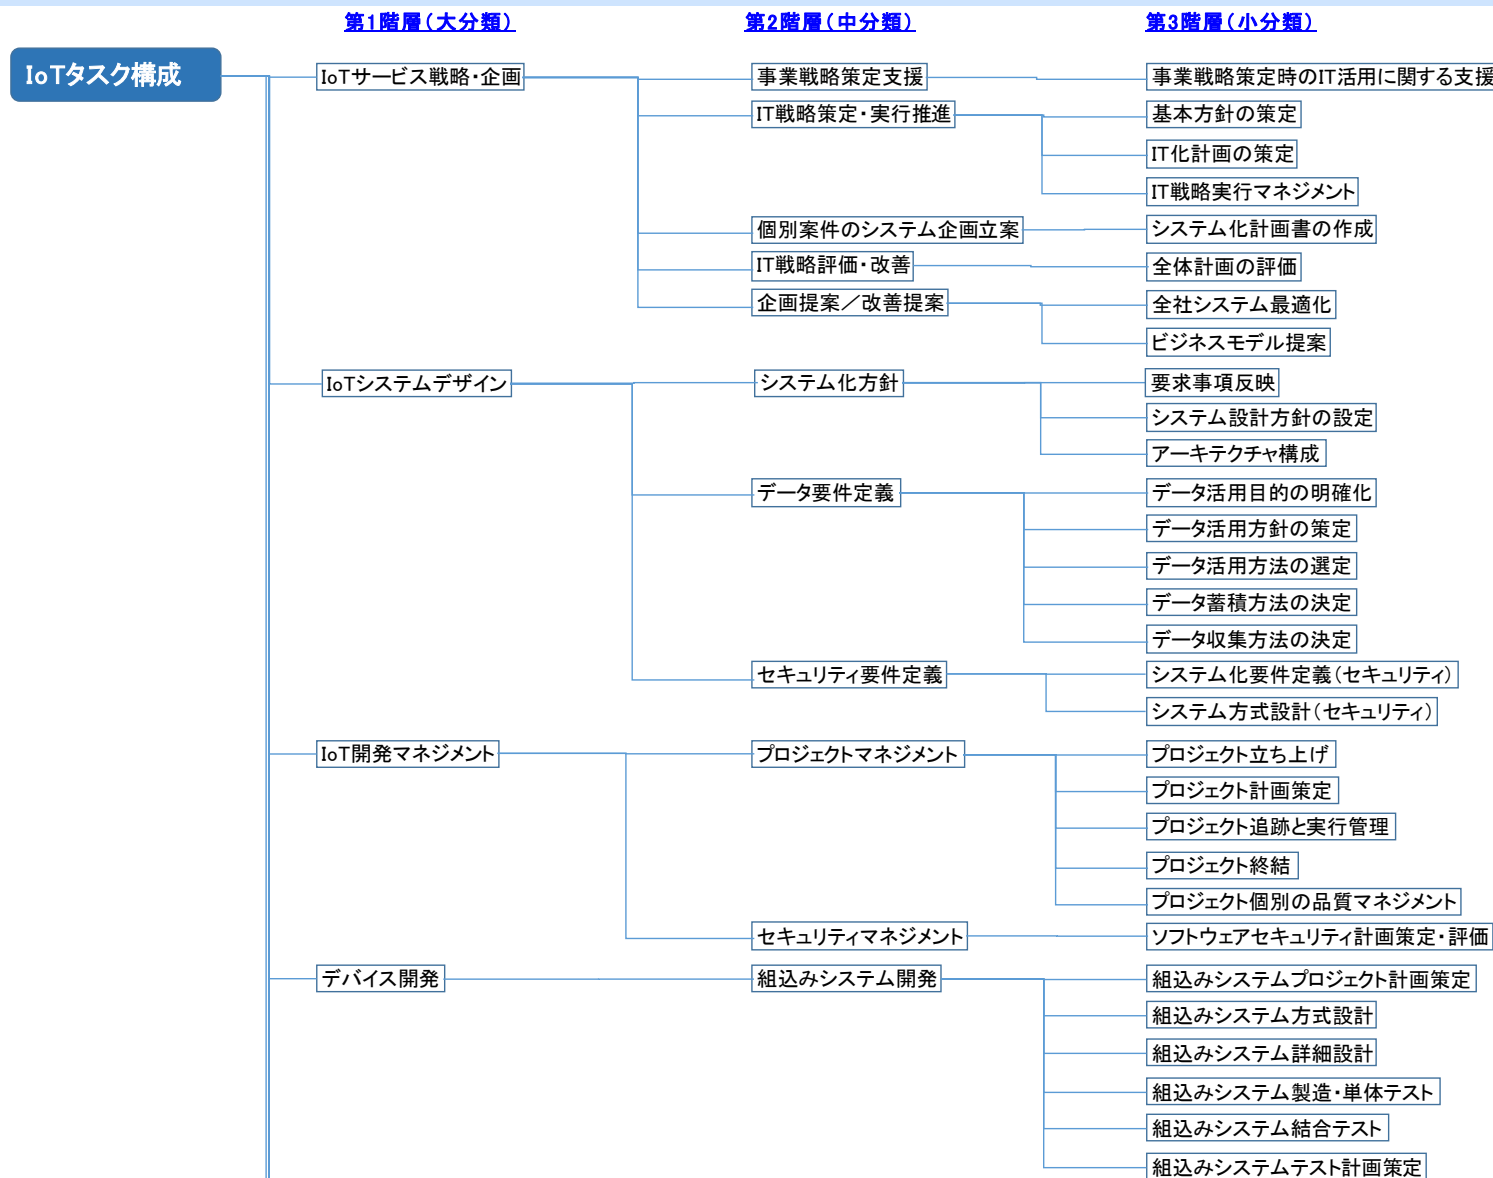 第1階層(大分類) 第2階層(中分類) 第3階層(小分類)
IoTタスク構成
IoTサービス戦略・企画 事業戦略策定支援 事業戦略策定時のIT活用に関する支援
IT戦略策定・実行推進 基本方針の策定
IT化計画の策定
IT戦略実行マネジメント
個別案件のシステム企画立案 システム化計画書の作成
IT戦略評価・改善 全体計画の評価
企画提案／改善提案 全社システム最適化
ビジネスモデル提案
IoTシステムデザイン システム化方針 要求事項反映
システム設計方針の設定
アーキテクチャ構成
データ要件定義 データ活用目的の明確化
データ活用方針の策定
データ活用方法の選定
データ蓄積方法の決定
データ収集方法の決定
セキュリティ要件定義 システム化要件定義(セキュリティ)
システム方式設計(セキュリティ)
IoT開発マネジメント プロジェクトマネジメント プロジェクト立ち上げ
プロジェクト計画策定
プロジェクト追跡と実行管理
プロジェクト終結
プロジェクト個別の品質マネジメント
セキュリティマネジメント ソフトウェアセキュリティ計画策定・評価
デバイス開発 組込みシステム開発 組込みシステムプロジェクト計画策定
組込みシステム方式設計
組込みシステム詳細設計
組込みシステム製造・単体テスト
組込みシステム結合テスト
組込みシステムテスト計画策定